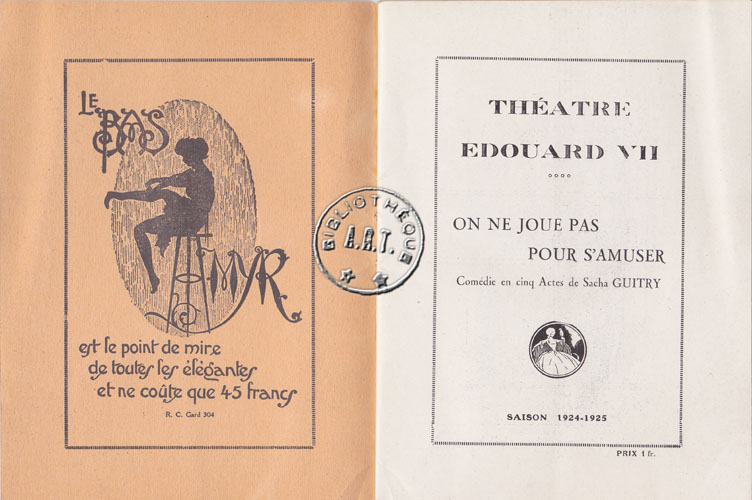 LE
BAS
MYR
est le point de mire
de toutes les élégantes
et ne coûte que 45 francs
R. C. Gard 304
BIBLIOTHÈQUE
A.R.T.
THÉATRE
EDOUARD VII
ON NE JOUE PAS
POUR S'AMUSER
Comédie en cinq Actes de Sacha GUITRY
SAISON 1924-1925
PRIX 1 fr.